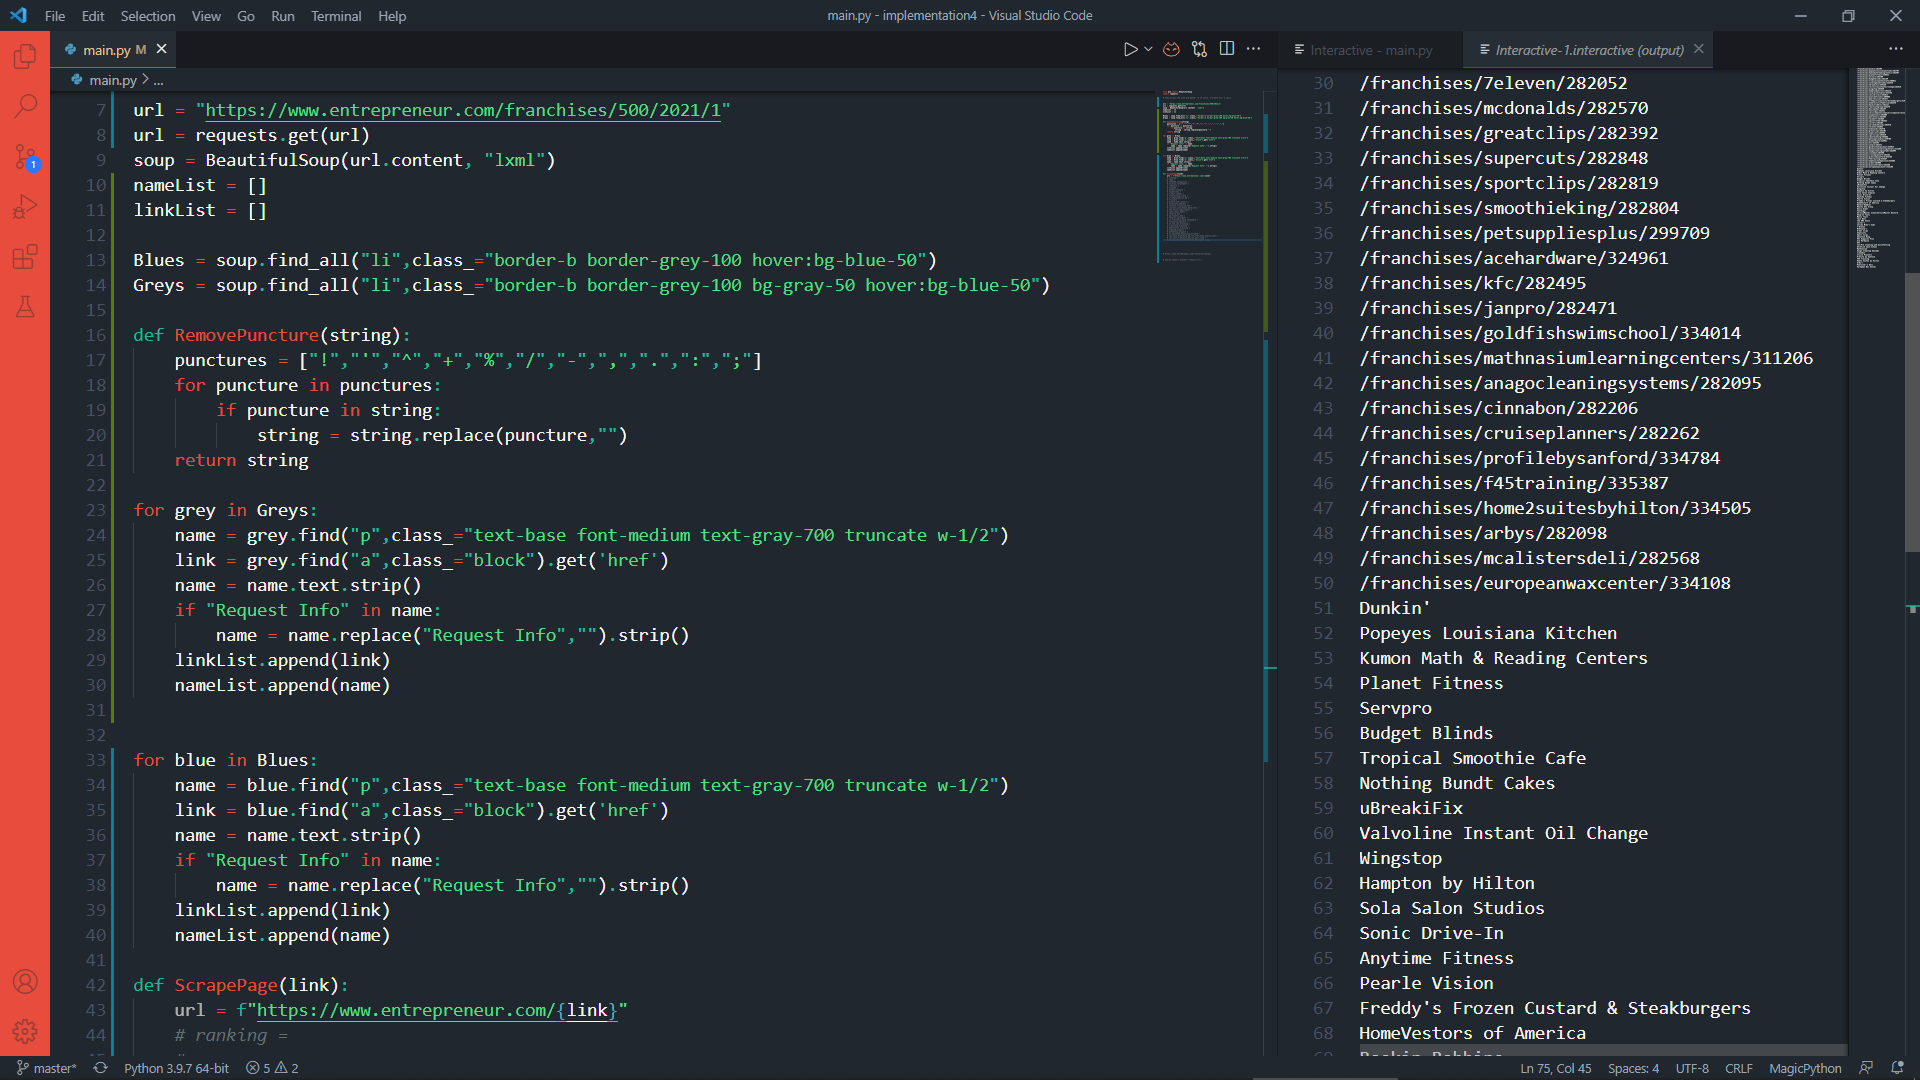 File Edit Selection View Go Run Terminal Help
main.py - implementation4 - Visual Studio Code
main.py M
main.py > ...
7 url = "https://www.entrepreneur.com/franchises/500/2021/1"
8 url = requests.get(url)
9 soup = BeautifulSoup(url.content, "lxml")
10 nameList = []
11 linkList = []
12
13 Blues = soup.find_all("li",class_="border-b border-grey-100 hover:bg-blue-50")
14 Greys = soup.find_all("li",class_="border-b border-grey-100 bg-gray-50 hover:bg-blue-50")
15
16 def RemovePuncture(string):
17     punctures = ["!","'","^","+","%","/","-",",",".",":",";"]
18     for puncture in punctures:
19         if puncture in string:
20             string = string.replace(puncture,"")
21     return string
22
23 for grey in Greys:
24     name = grey.find("p",class_="text-base font-medium text-gray-700 truncate w-1/2")
25     link = grey.find("a",class_="block").get('href')
26     name = name.text.strip()
27     if "Request Info" in name:
28         name = name.replace("Request Info","").strip()
29     linkList.append(link)
30     nameList.append(name)
31
32
33 for blue in Blues:
34     name = blue.find("p",class_="text-base font-medium text-gray-700 truncate w-1/2")
35     link = blue.find("a",class_="block").get('href')
36     name = name.text.strip()
37     if "Request Info" in name:
38         name = name.replace("Request Info","").strip()
39     linkList.append(link)
40     nameList.append(name)
41
42 def ScrapePage(link):
43     url = f"https://www.entrepreneur.com/{link}"
44     # ranking =
Interactive - main.py
Interactive-1.interactive (output)
30 /franchises/7eleven/282052
31 /franchises/mcdonalds/282570
32 /franchises/greatclips/282392
33 /franchises/supercuts/282848
34 /franchises/sportclips/282819
35 /franchises/smoothieking/282804
36 /franchises/petsuppliesplus/299709
37 /franchises/acehardware/324961
38 /franchises/kfc/282495
39 /franchises/janpro/282471
40 /franchises/goldfishswimschool/334014
41 /franchises/mathnasiumlearningcenters/311206
42 /franchises/anagocleaningsystems/282095
43 /franchises/cinnabon/282206
44 /franchises/cruiseplanners/282262
45 /franchises/profilebysanford/334784
46 /franchises/f45training/335387
47 /franchises/home2suitesbyhilton/334505
48 /franchises/arbys/282098
49 /franchises/mcalistersdeli/282568
50 /franchises/europeanwaxcenter/334108
51 Dunkin'
52 Popeyes Louisiana Kitchen
53 Kumon Math & Reading Centers
54 Planet Fitness
55 Servpro
56 Budget Blinds
57 Tropical Smoothie Cafe
58 Nothing Bundt Cakes
59 uBreakiFix
60 Valvoline Instant Oil Change
61 Wingstop
62 Hampton by Hilton
63 Sola Salon Studios
64 Sonic Drive-In
65 Anytime Fitness
66 Pearle Vision
67 Freddy's Frozen Custard & Steakburgers
68 HomeVestors of America
1
master* Python 3.9.7 64-bit 5 2
Ln 75, Col 45 Spaces: 4 UTF-8 CRLF MagicPython